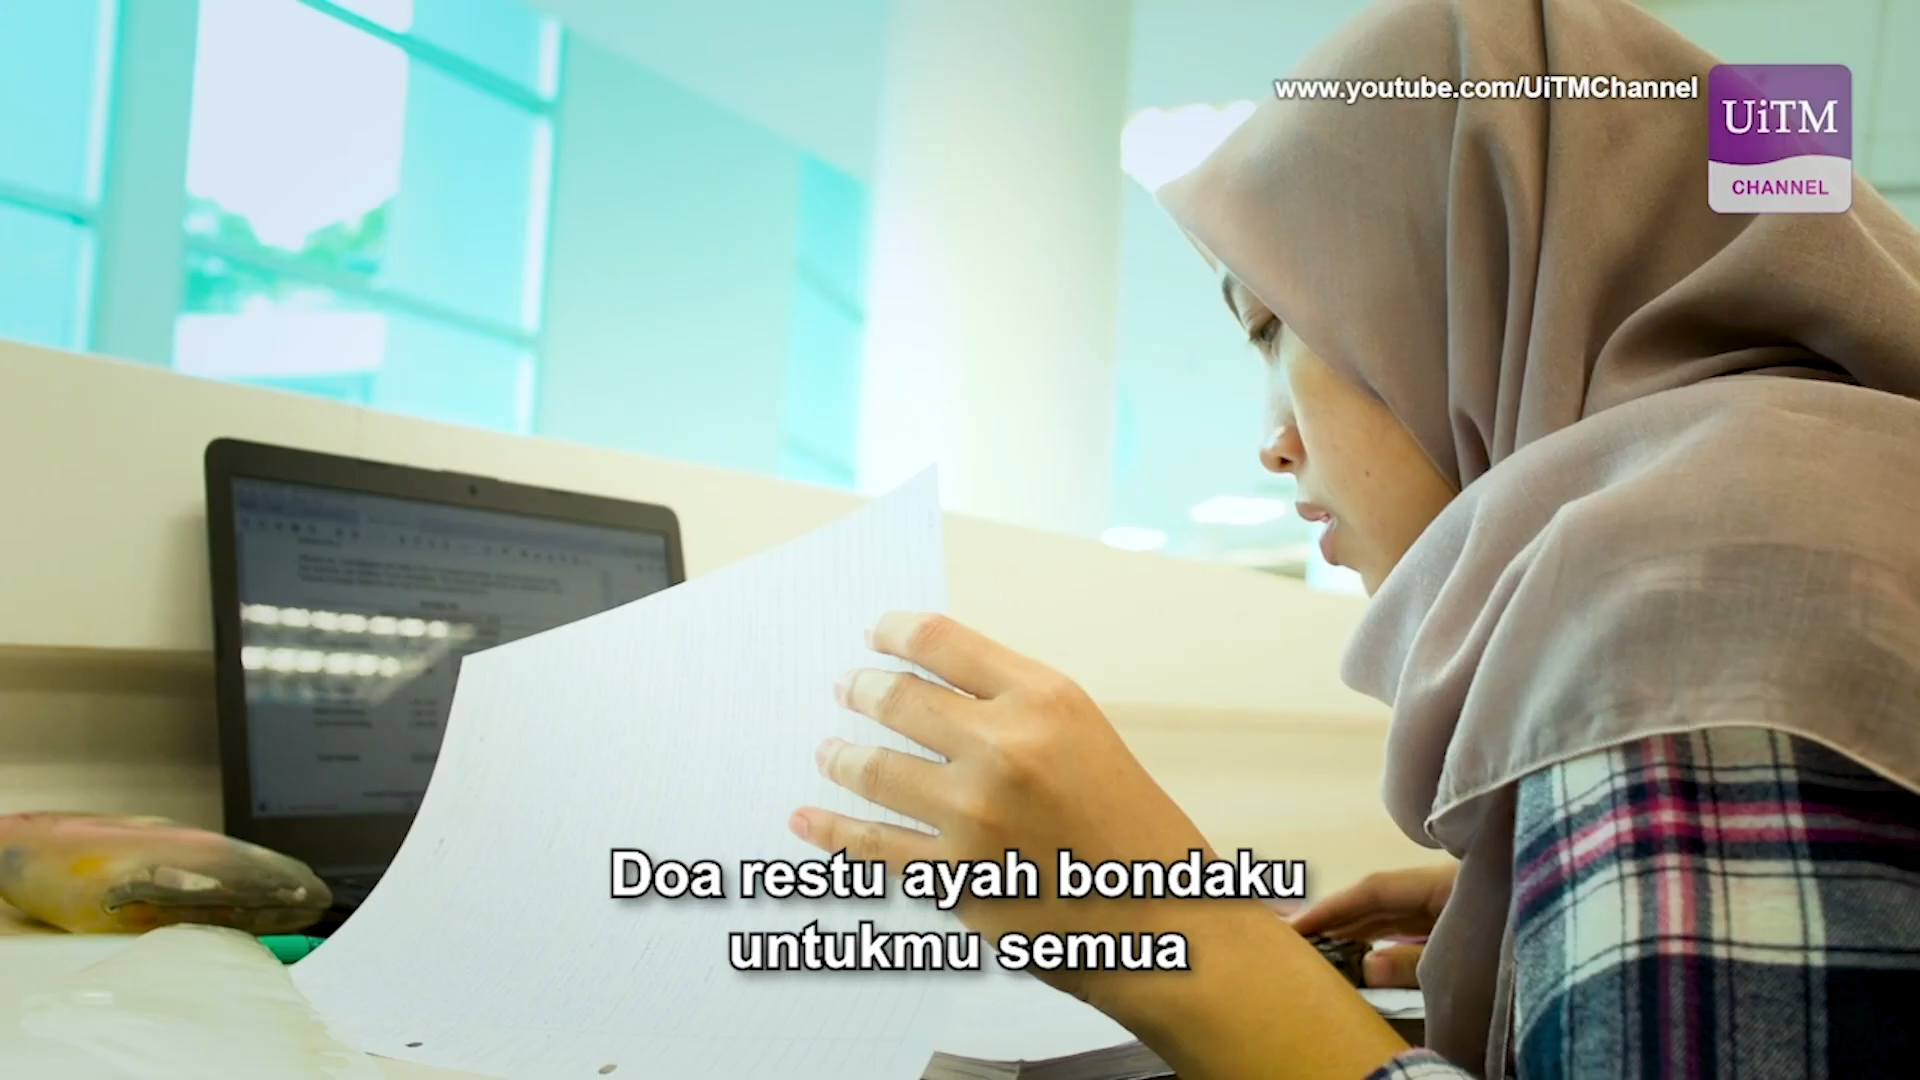 www.youtube.com/UiTMChannel
UiTM
CHANNEL
Doa restu ayah bondaku
untukmu semua